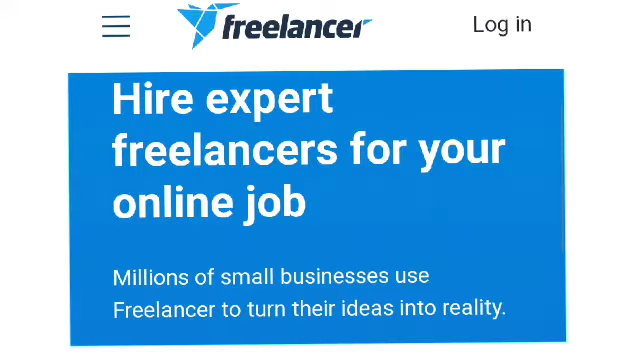 freelancer
Log in
Hire expert
freelancers for your
online job
Millions of small businesses use
Freelancer to turn their ideas into reality.